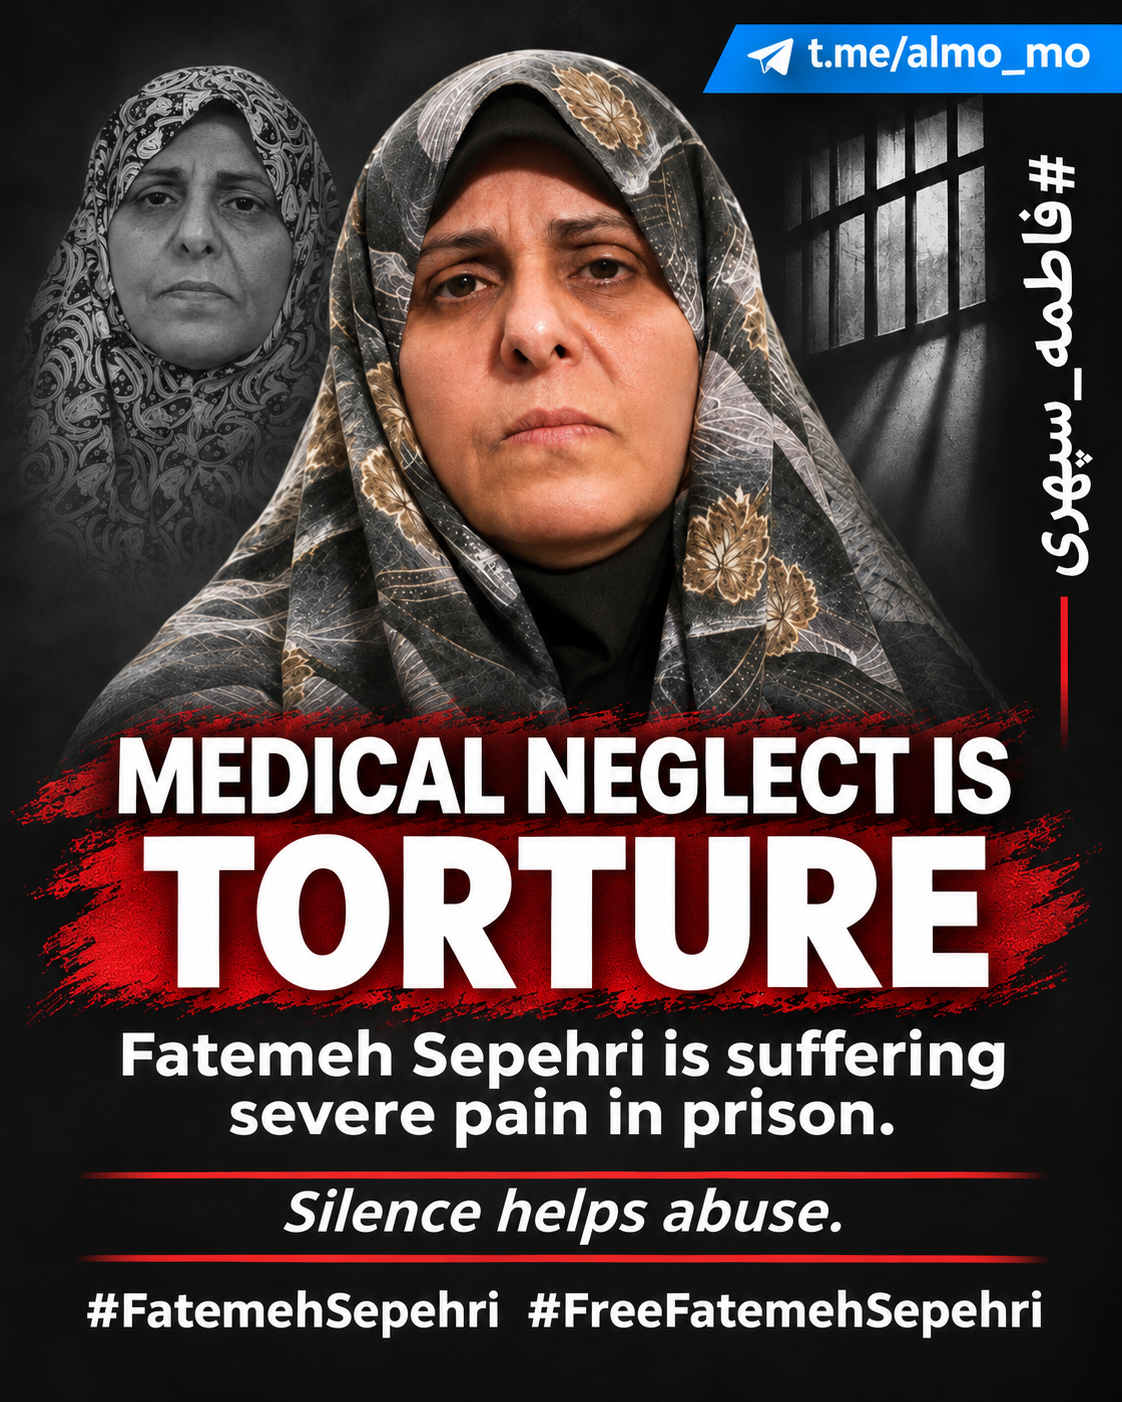 t.me/almo_mo
#فاطمه_سپهری
MEDICAL NEGLECT IS
TORTURE
Fatemeh Sepehri is suffering
severe pain in prison.
Silence helps abuse.
#FatemehSepehri #FreeFatemehSepehri